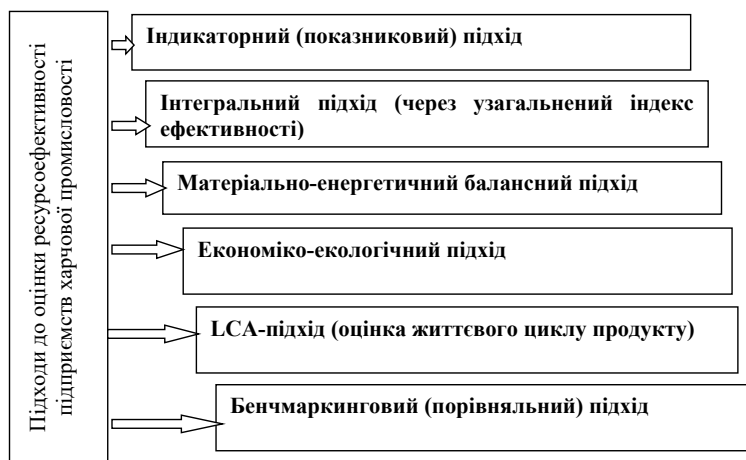 Підходи до оцінки ресурсоефективності
підприємств харчової промисловості
Індикаторний (показниковий) підхід
Інтегральний підхід (через узагальнений індекс
ефективності)
Матеріально-енергетичний балансний підхід
Економіко-екологічний підхід
LCA-підхід (оцінка життєвого циклу продукту)
Бенчмаркинговий (порівняльний) підхід